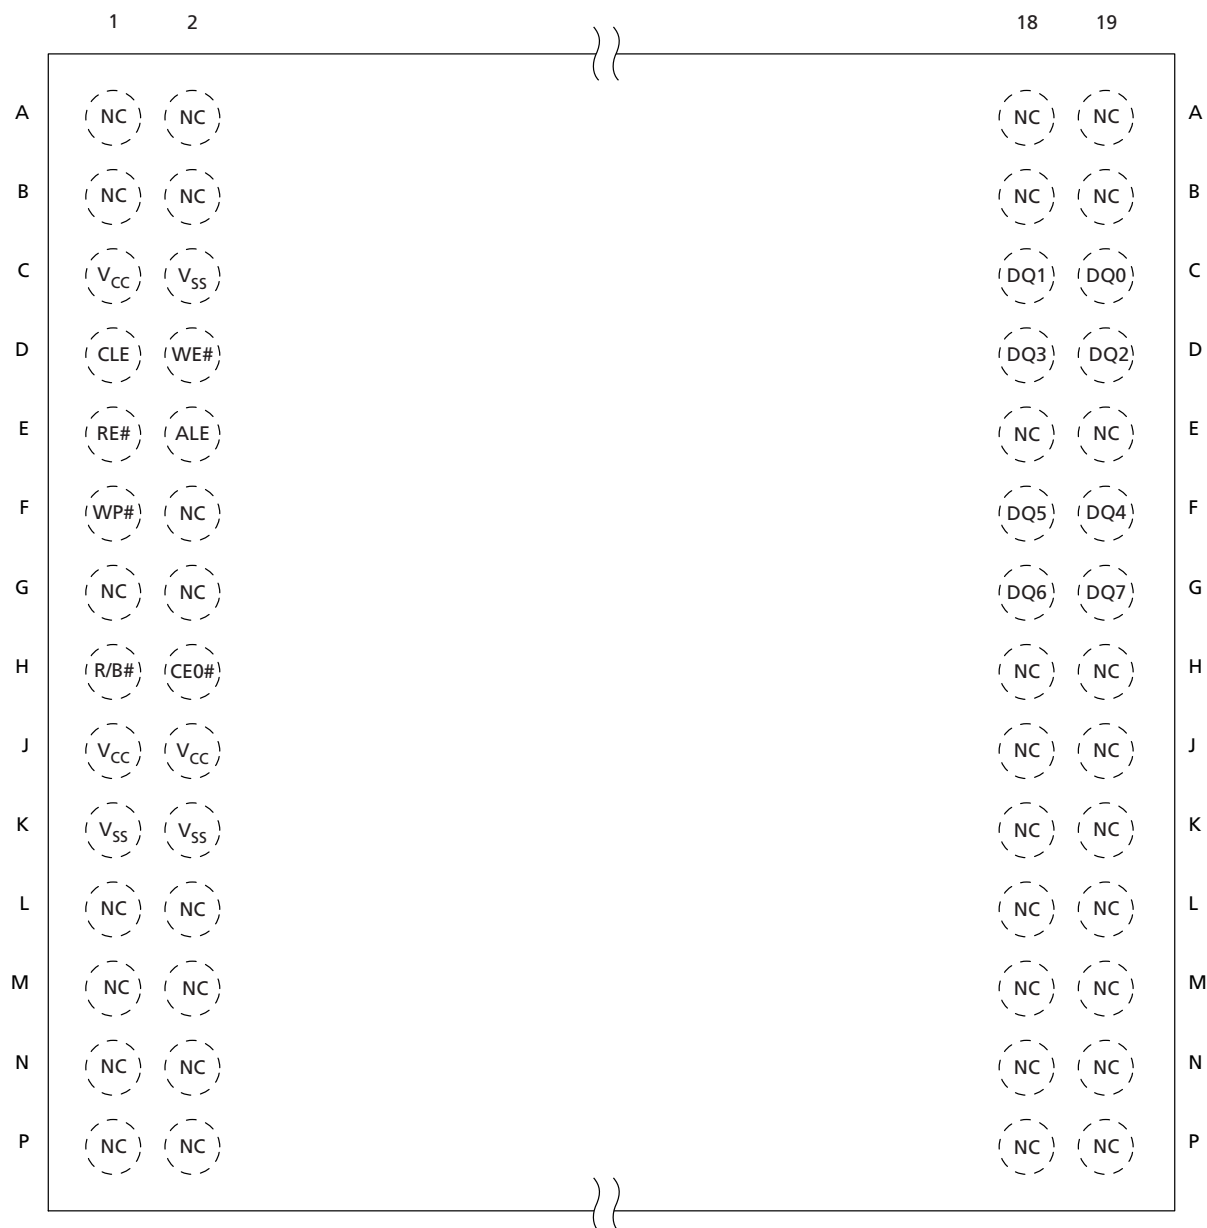 1 2 18 19
A NC NC NC NC A
B NC NC NC NC B
C VCC VSS DQ1 DQ0 C
D CLE WE# DQ3 DQ2 D
E RE# ALE NC NC E
F WP# NC DQ5 DQ4 F
G NC NC DQ6 DQ7 G
H R/B# CE0# NC NC H
J VCC VCC NC NC J
K VSS VSS NC NC K
L NC NC NC NC L
M NC NC NC NC M
N NC NC NC NC N
P NC NC NC NC P